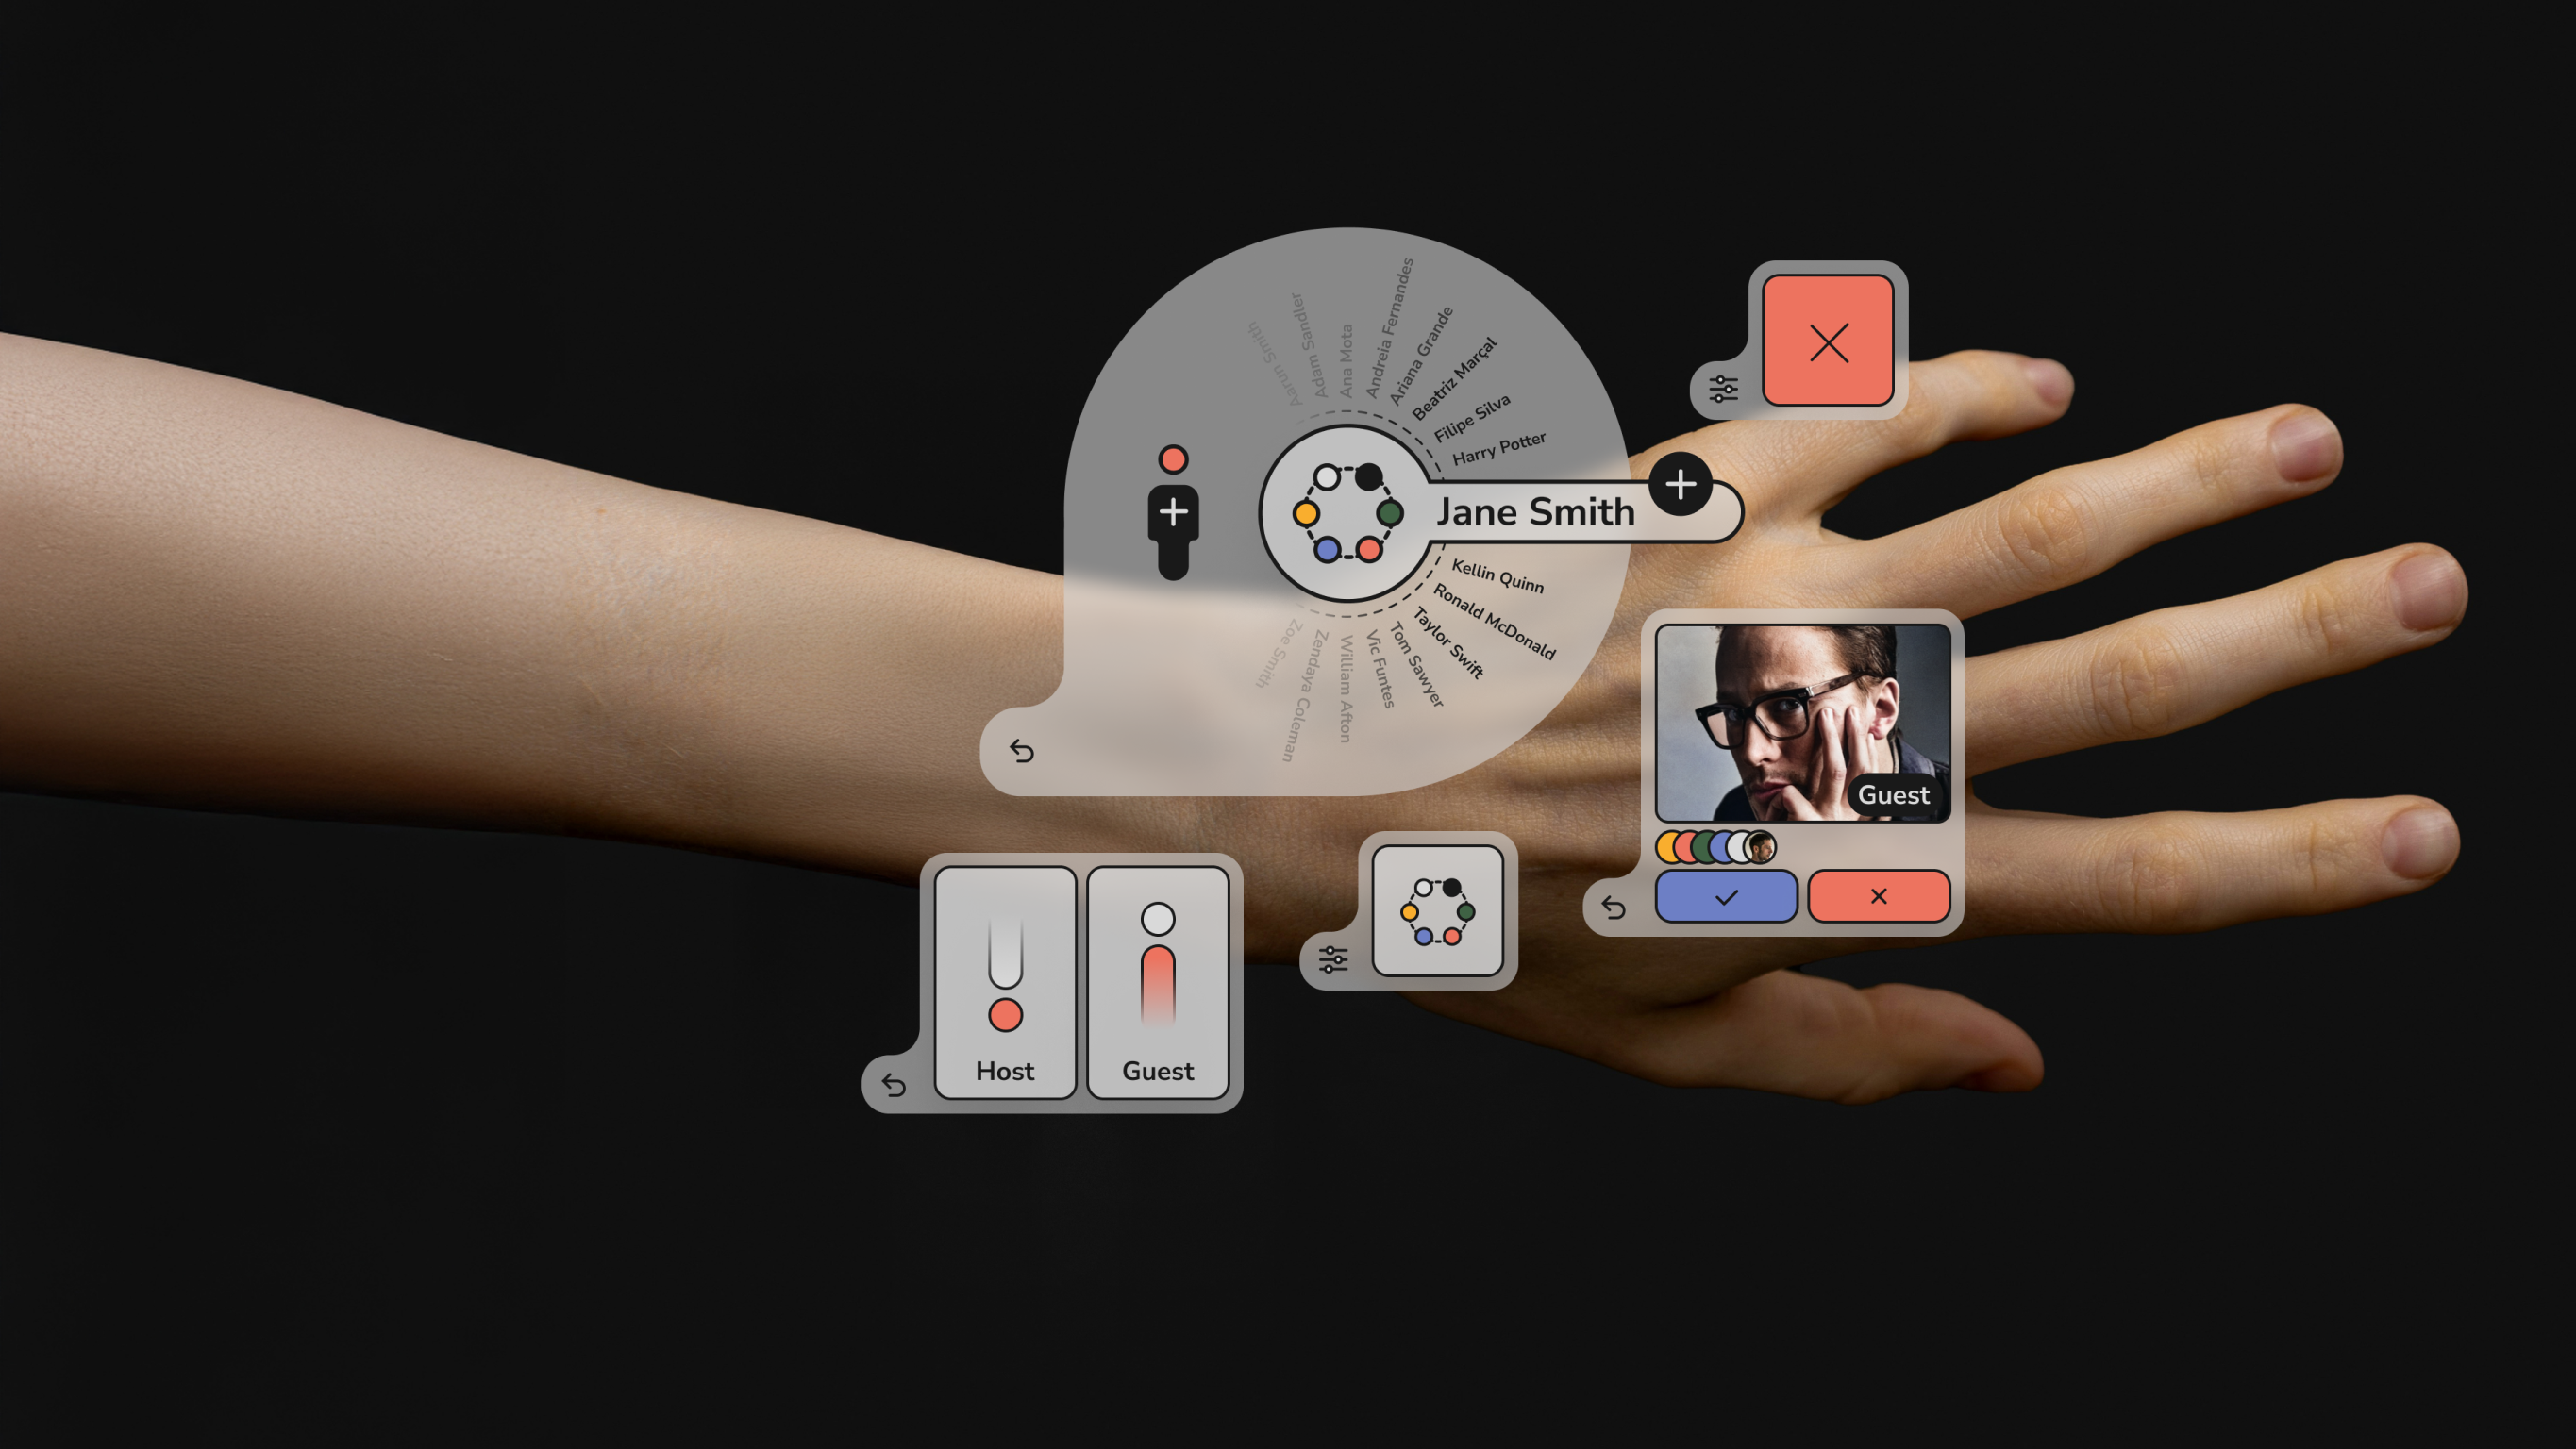 Aarun Smith
Adam Sandler
Ana Mota
Andreia Fernandes
Ariana Grande
Beatriz Marçal
Filipe Silva
Harry Potter
Jane Smith
Kellin Quinn
Ronald McDonald
Taylor Swift
Tom Sawyer
Vic Funtes
William Afton
Zendaya Coleman
Zoe Smith
Guest
Host
Guest